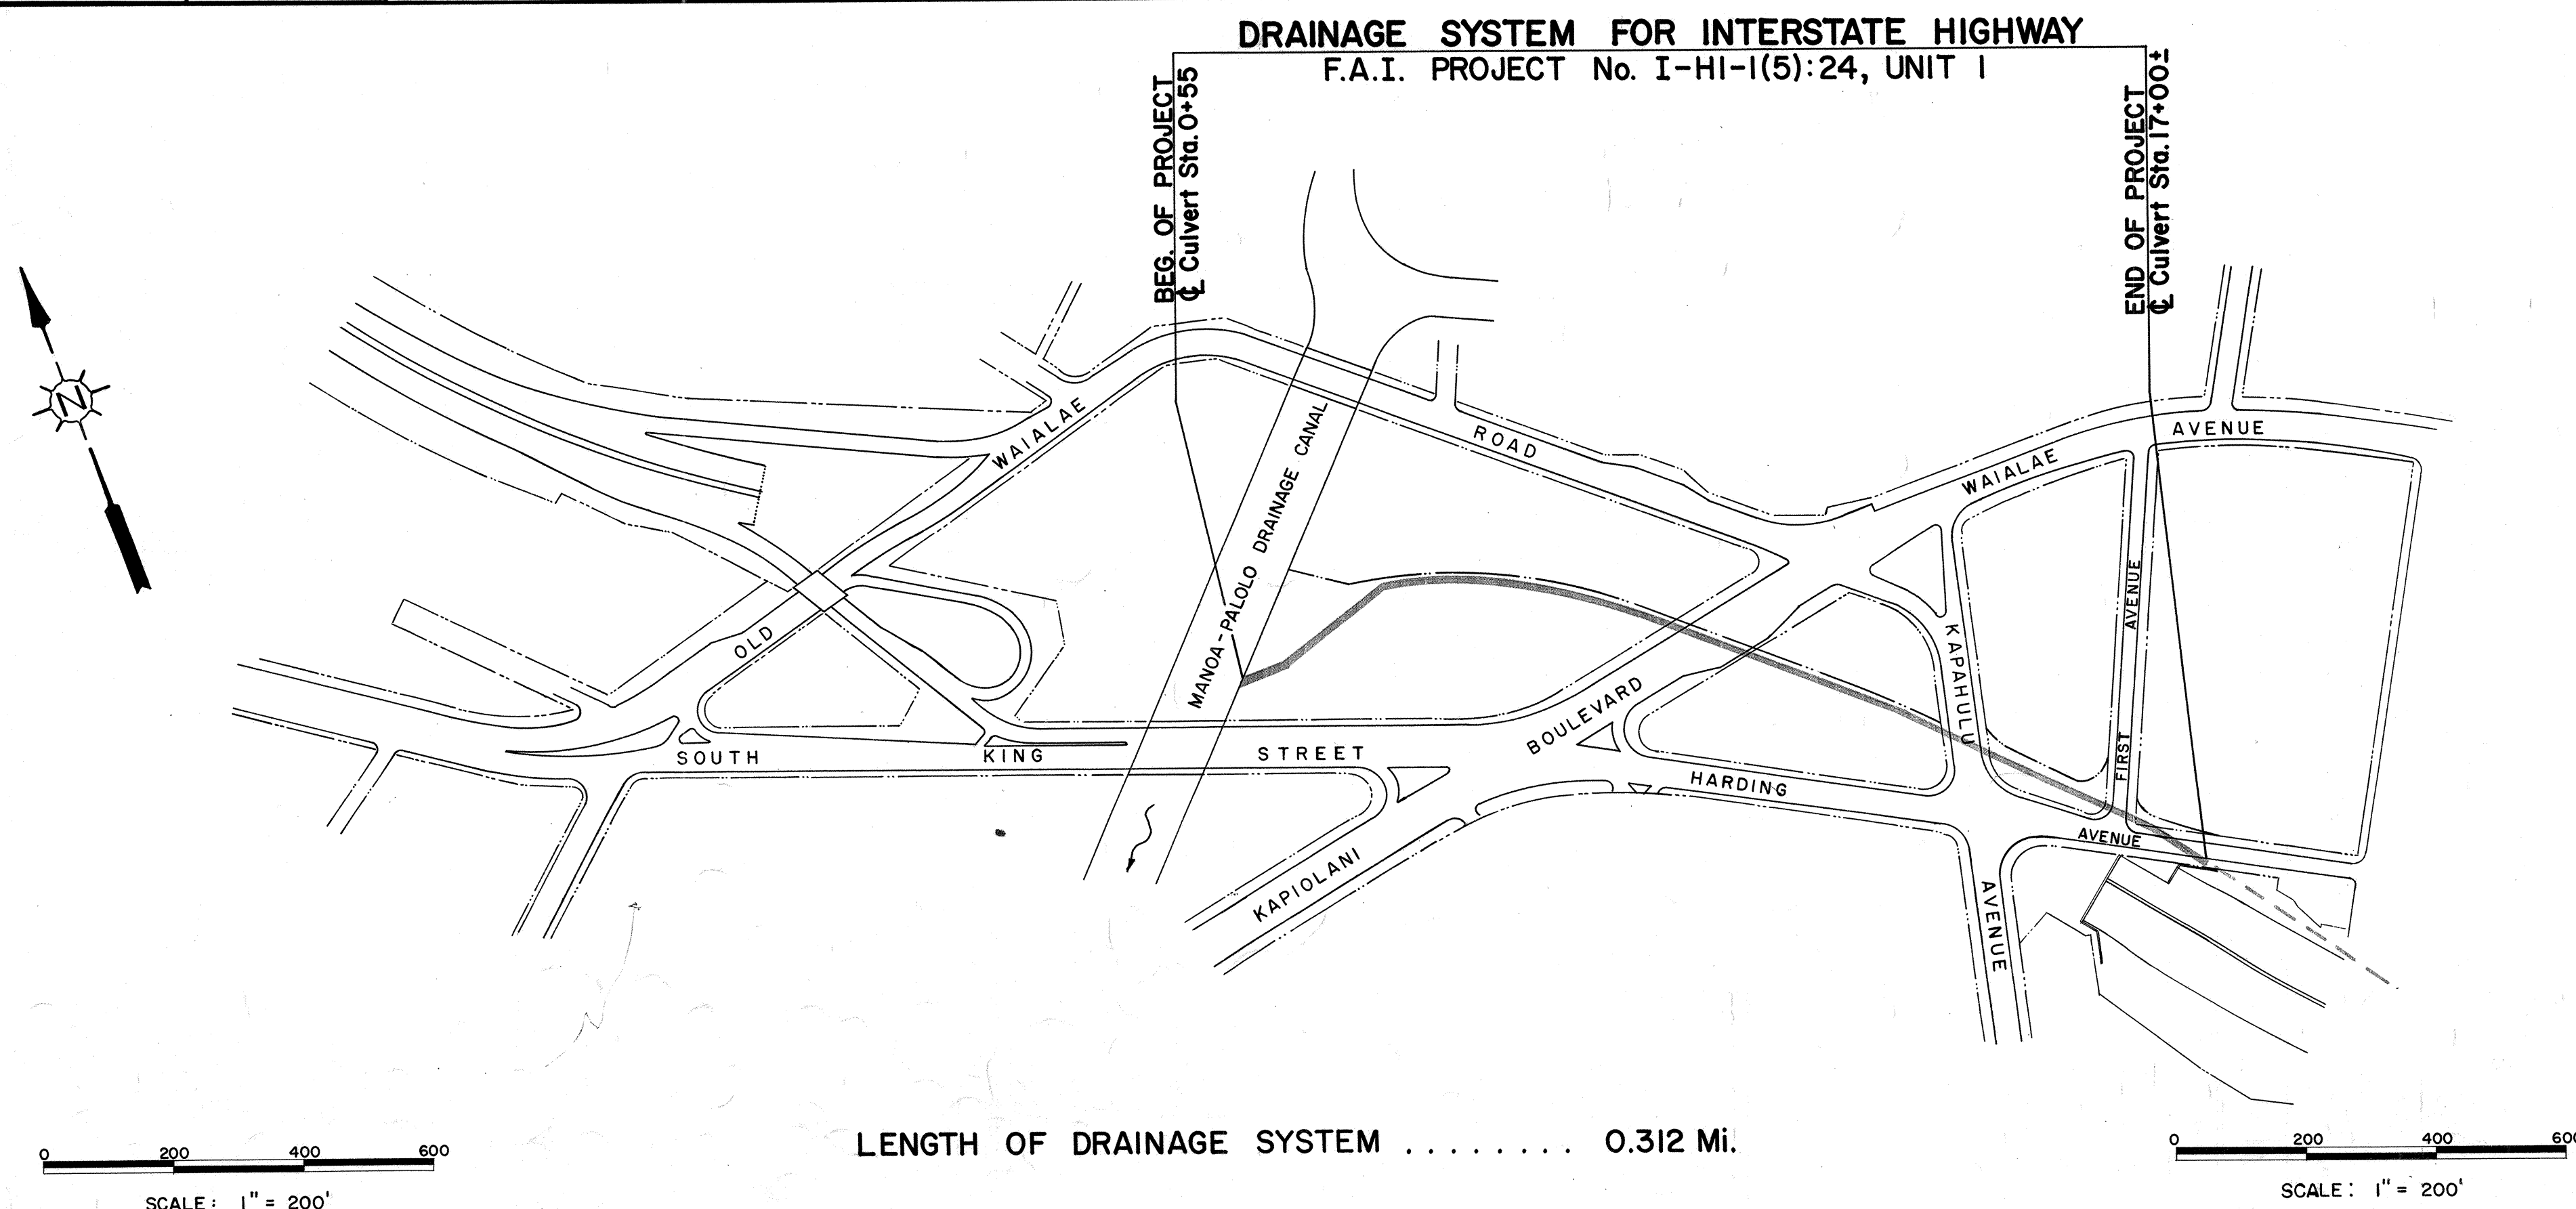 DRAINAGE SYSTEM FOR INTERSTATE HIGHWAY
F.A.I. PROJECT No. I-H1-1(5):24, UNIT 1
BEG. OF PROJECT
℄ Culvert Sta. 0+55
END OF PROJECT
℄ Culvert Sta. 17+00±
N
WAIALAE
ROAD
WAIALAE
AVENUE
MANOA-PALOLO DRAINAGE CANAL
OLD
SOUTH KING STREET
BOULEVARD
KAPIOLANI
HARDING
AVENUE
KAPAHULU
AVENUE
FIRST
AVENUE
LENGTH OF DRAINAGE SYSTEM ........ 0.312 Mi.
0 200 400 600
SCALE: 1" = 200'
0 200 400 600
SCALE: 1" = 200'